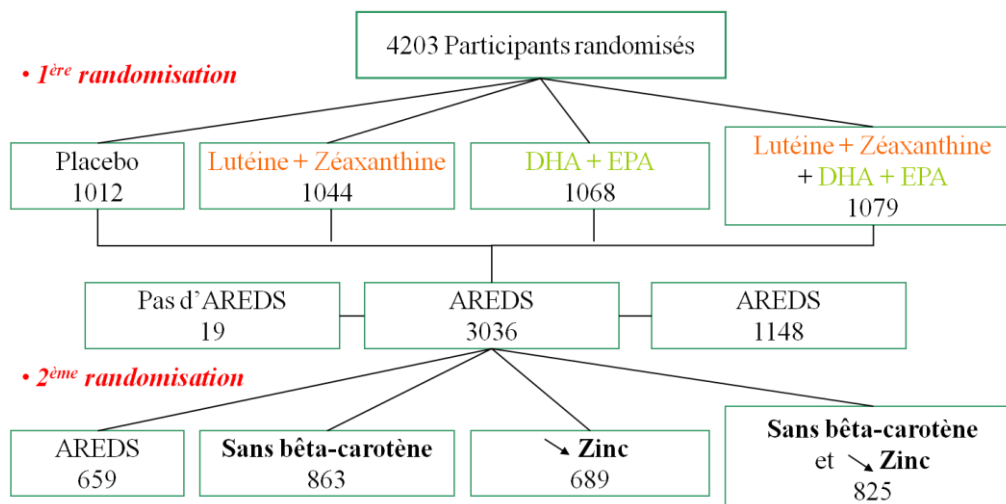 4203 Participants randomisés
• 1ère randomisation
Placebo
1012
Lutéine + Zéaxanthine
1044
DHA + EPA
1068
Lutéine + Zéaxanthine
+ DHA + EPA
1079
Pas d’AREDS
19
AREDS
3036
AREDS
1148
• 2ème randomisation
AREDS
659
Sans bêta-carotène
863
↘ Zinc
689
Sans bêta-carotène
et ↘ Zinc
825